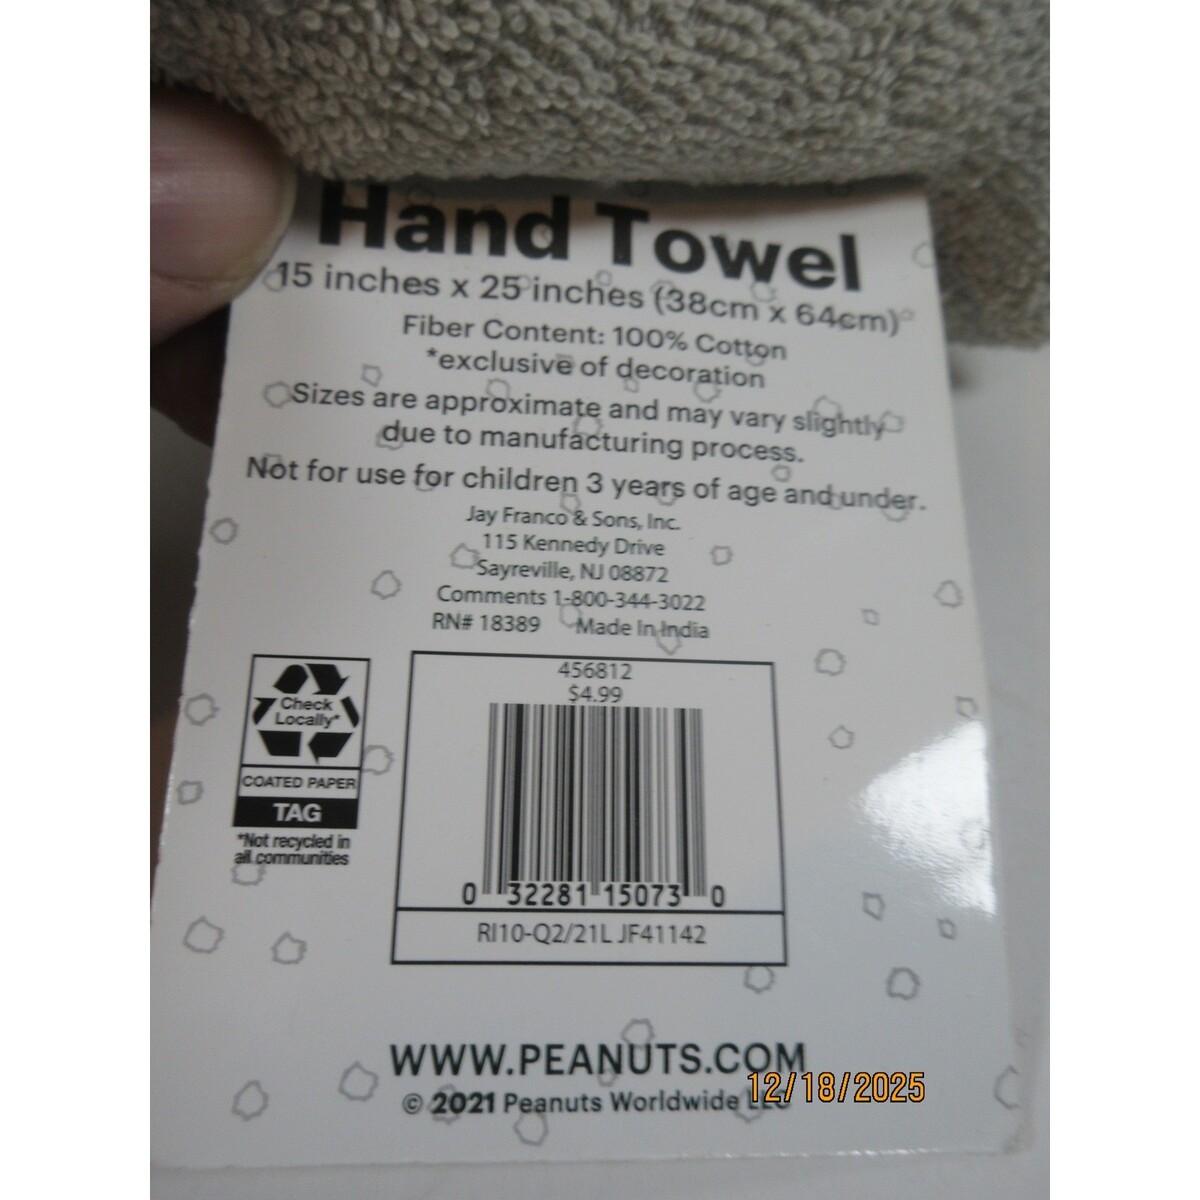 Hand Towel
15 inches x 25 inches (38cm x 64cm)
Fiber Content: 100% Cotton
*exclusive of decoration
Sizes are approximate and may vary slightly
due to manufacturing process.
Not for use for children 3 years of age and under.
Jay Franco & Sons, Inc.
115 Kennedy Drive
Sayreville, NJ 08872
Comments 1-800-344-3022
RN# 18389 Made In India
456812
$4.99
Check
Locally*
COATED PAPER
TAG
*Not recycled in
all communities
0 32281 15073 0
RI10-Q2/21L JF41142
WWW.PEANUTS.COM
© 2021 Peanuts Worldwide LLC
12/18/2025